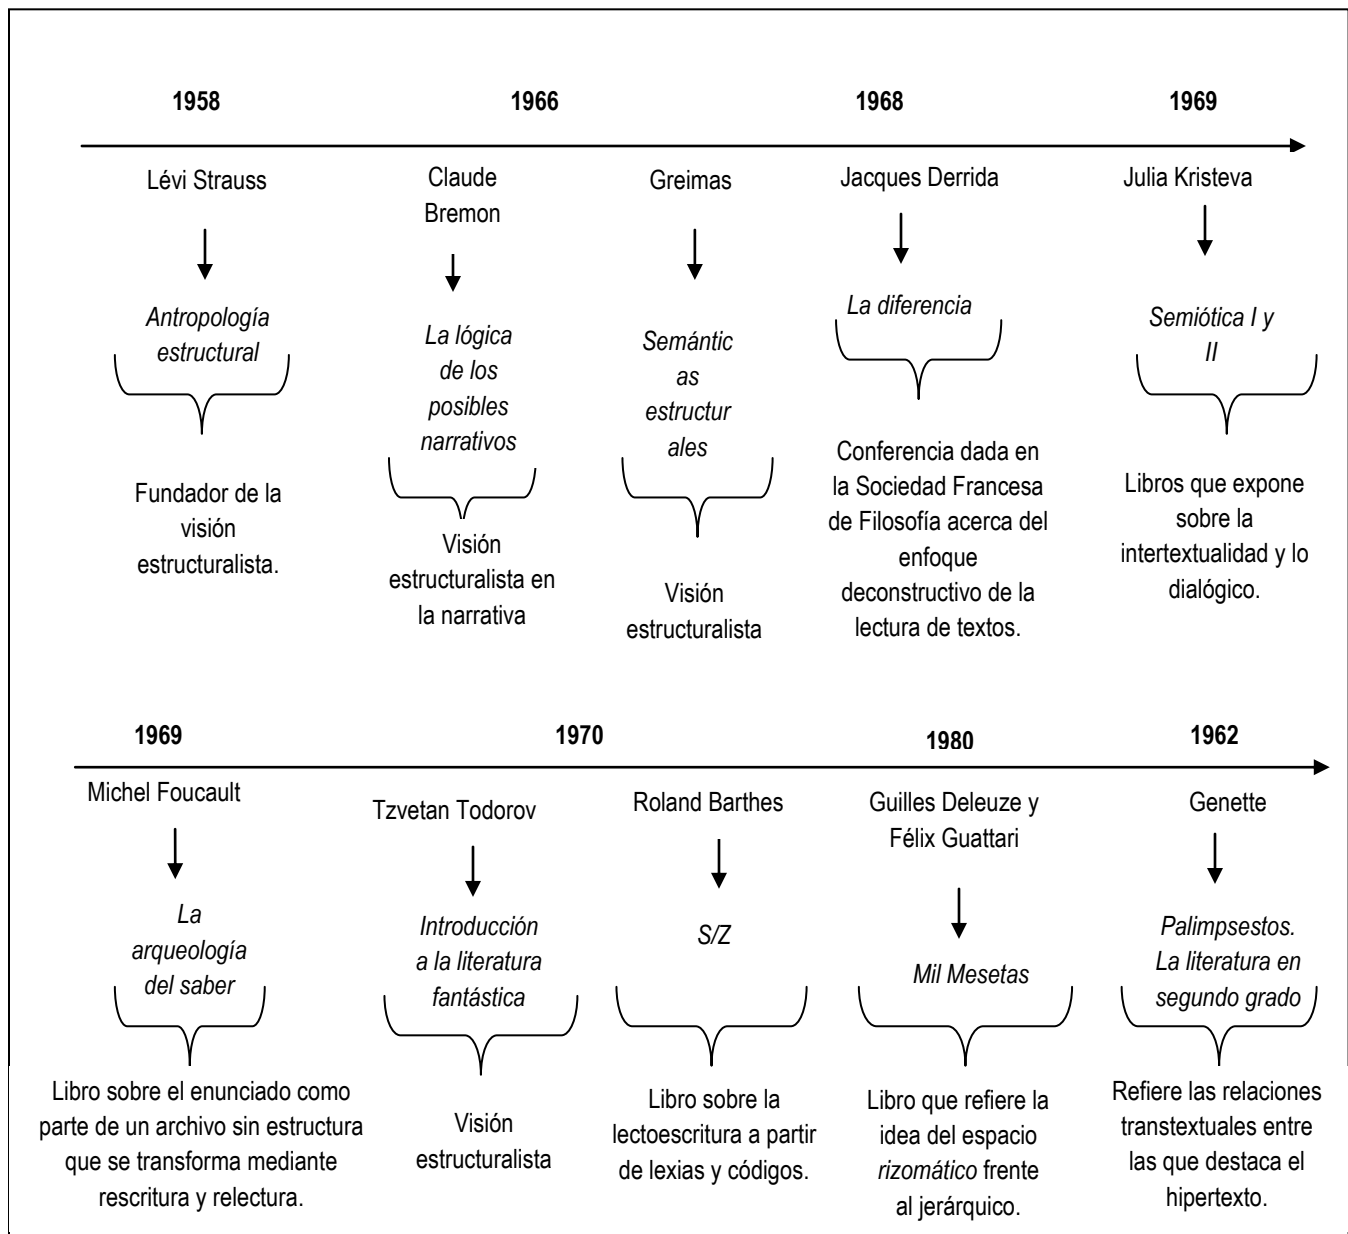 1958
1966
1968
1969
Lévi Strauss
Antropología
estructural
Fundador de la
visión
estructuralista.
Claude
Bremon
La lógica
de los
posibles
narrativos
Visión
estructuralista en
la narrativa
Greimas
Semántic
as
estructur
ales
Visión
estructuralista
Jacques Derrida
La diferencia
Conferencia dada en
la Sociedad Francesa
de Filosofía acerca del
enfoque
deconstructivo de la
lectura de textos.
Julia Kristeva
Semiótica I y
II
Libros que expone
sobre la
intertextualidad y lo
dialógico.
1969
1970
1980
1962
Michel Foucault
La
arqueología
del saber
Libro sobre el enunciado como
parte de un archivo sin estructura
que se transforma mediante
rescritura y relectura.
Tzvetan Todorov
Introducción
a la literatura
fantástica
Visión
estructuralista
Roland Barthes
S/Z
Libro sobre la
lectoescritura a partir
de lexias y códigos.
Guilles Deleuze y
Félix Guattari
Mil Mesetas
Libro que refiere la
idea del espacio
rizomático frente
al jerárquico.
Genette
Palimpsestos.
La literatura en
segundo grado
Refiere las relaciones
transtextuales entre
las que destaca el
hipertexto.